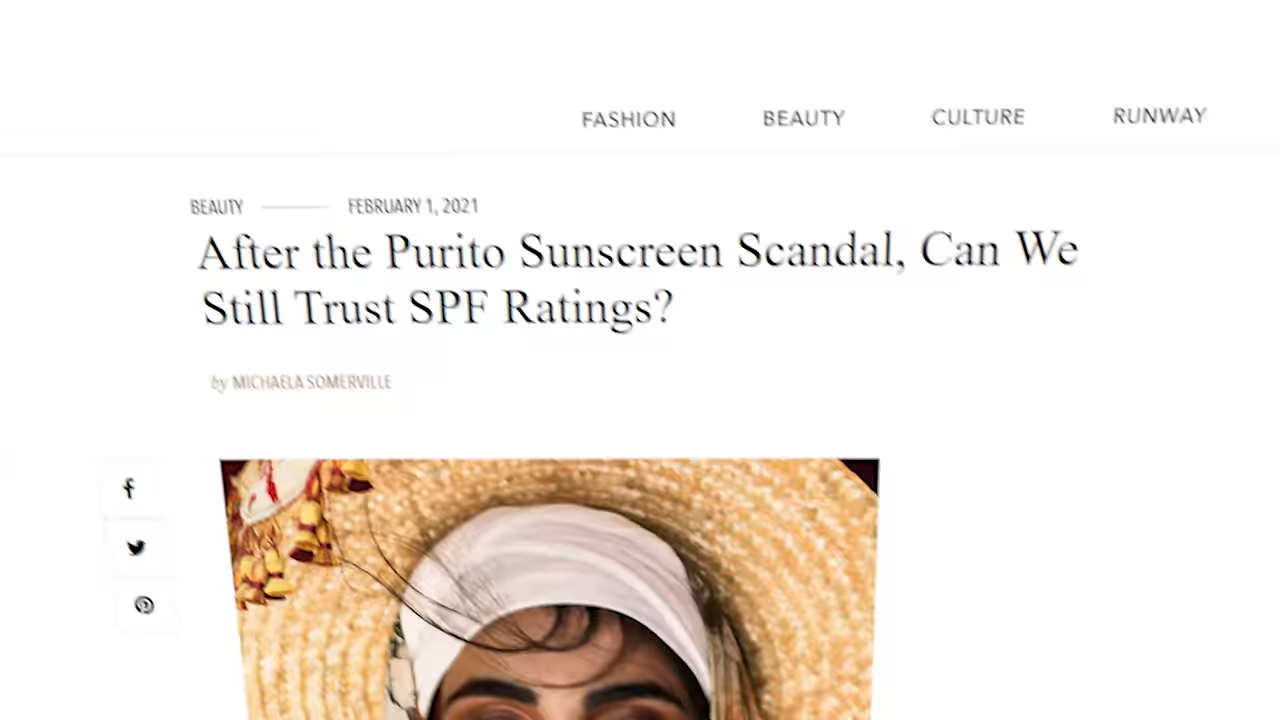 FASHION BEAUTY CULTURE RUNWAY
BEAUTY FEBRUARY 1, 2021
After the Purito Sunscreen Scandal, Can We
Still Trust SPF Ratings?
by MICHAELA SOMERVILLE